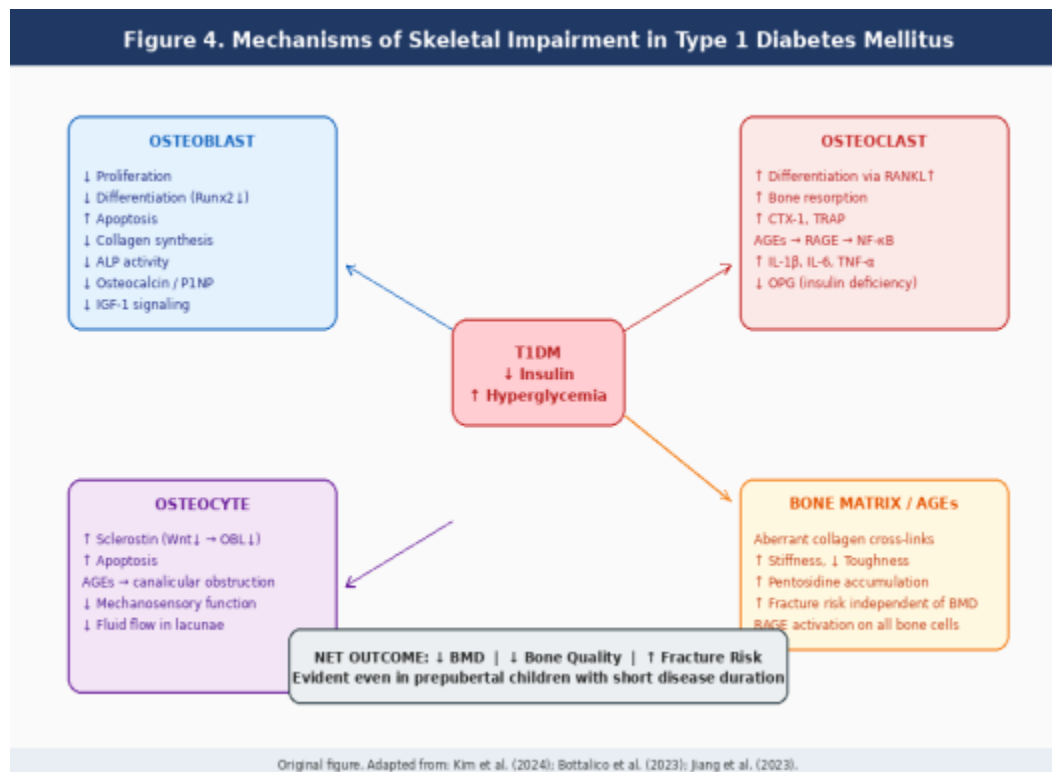 Figure 4. Mechanisms of Skeletal Impairment in Type 1 Diabetes Mellitus
OSTEOBLAST
↓ Proliferation
↓ Differentiation (Runx2↓)
↑ Apoptosis
↓ Collagen synthesis
↓ ALP activity
↓ Osteocalcin / P1NP
↓ IGF-1 signaling
OSTEOCLAST
↑ Differentiation via RANKL↑
↑ Bone resorption
↑ CTX-1, TRAP
AGEs → RAGE → NF-κB
↑ IL-1β, IL-6, TNF-α
↓ OPG (insulin deficiency)
T1DM
↓ Insulin
↑ Hyperglycemia
OSTEOCYTE
↑ Sclerostin (Wnt↓ → OBL↓)
↑ Apoptosis
AGEs → canalicular obstruction
↓ Mechanosensory function
↓ Fluid flow in lacunae
BONE MATRIX / AGEs
Aberrant collagen cross-links
↑ Stiffness, ↓ Toughness
↑ Pentosidine accumulation
↑ Fracture risk independent of BMD
RAGE activation on all bone cells
NET OUTCOME: ↓ BMD | ↓ Bone Quality | ↑ Fracture Risk
Evident even in prepubertal children with short disease duration
Original figure. Adapted from: Kim et al. (2024); Bottalico et al. (2023); Jiang et al. (2023).